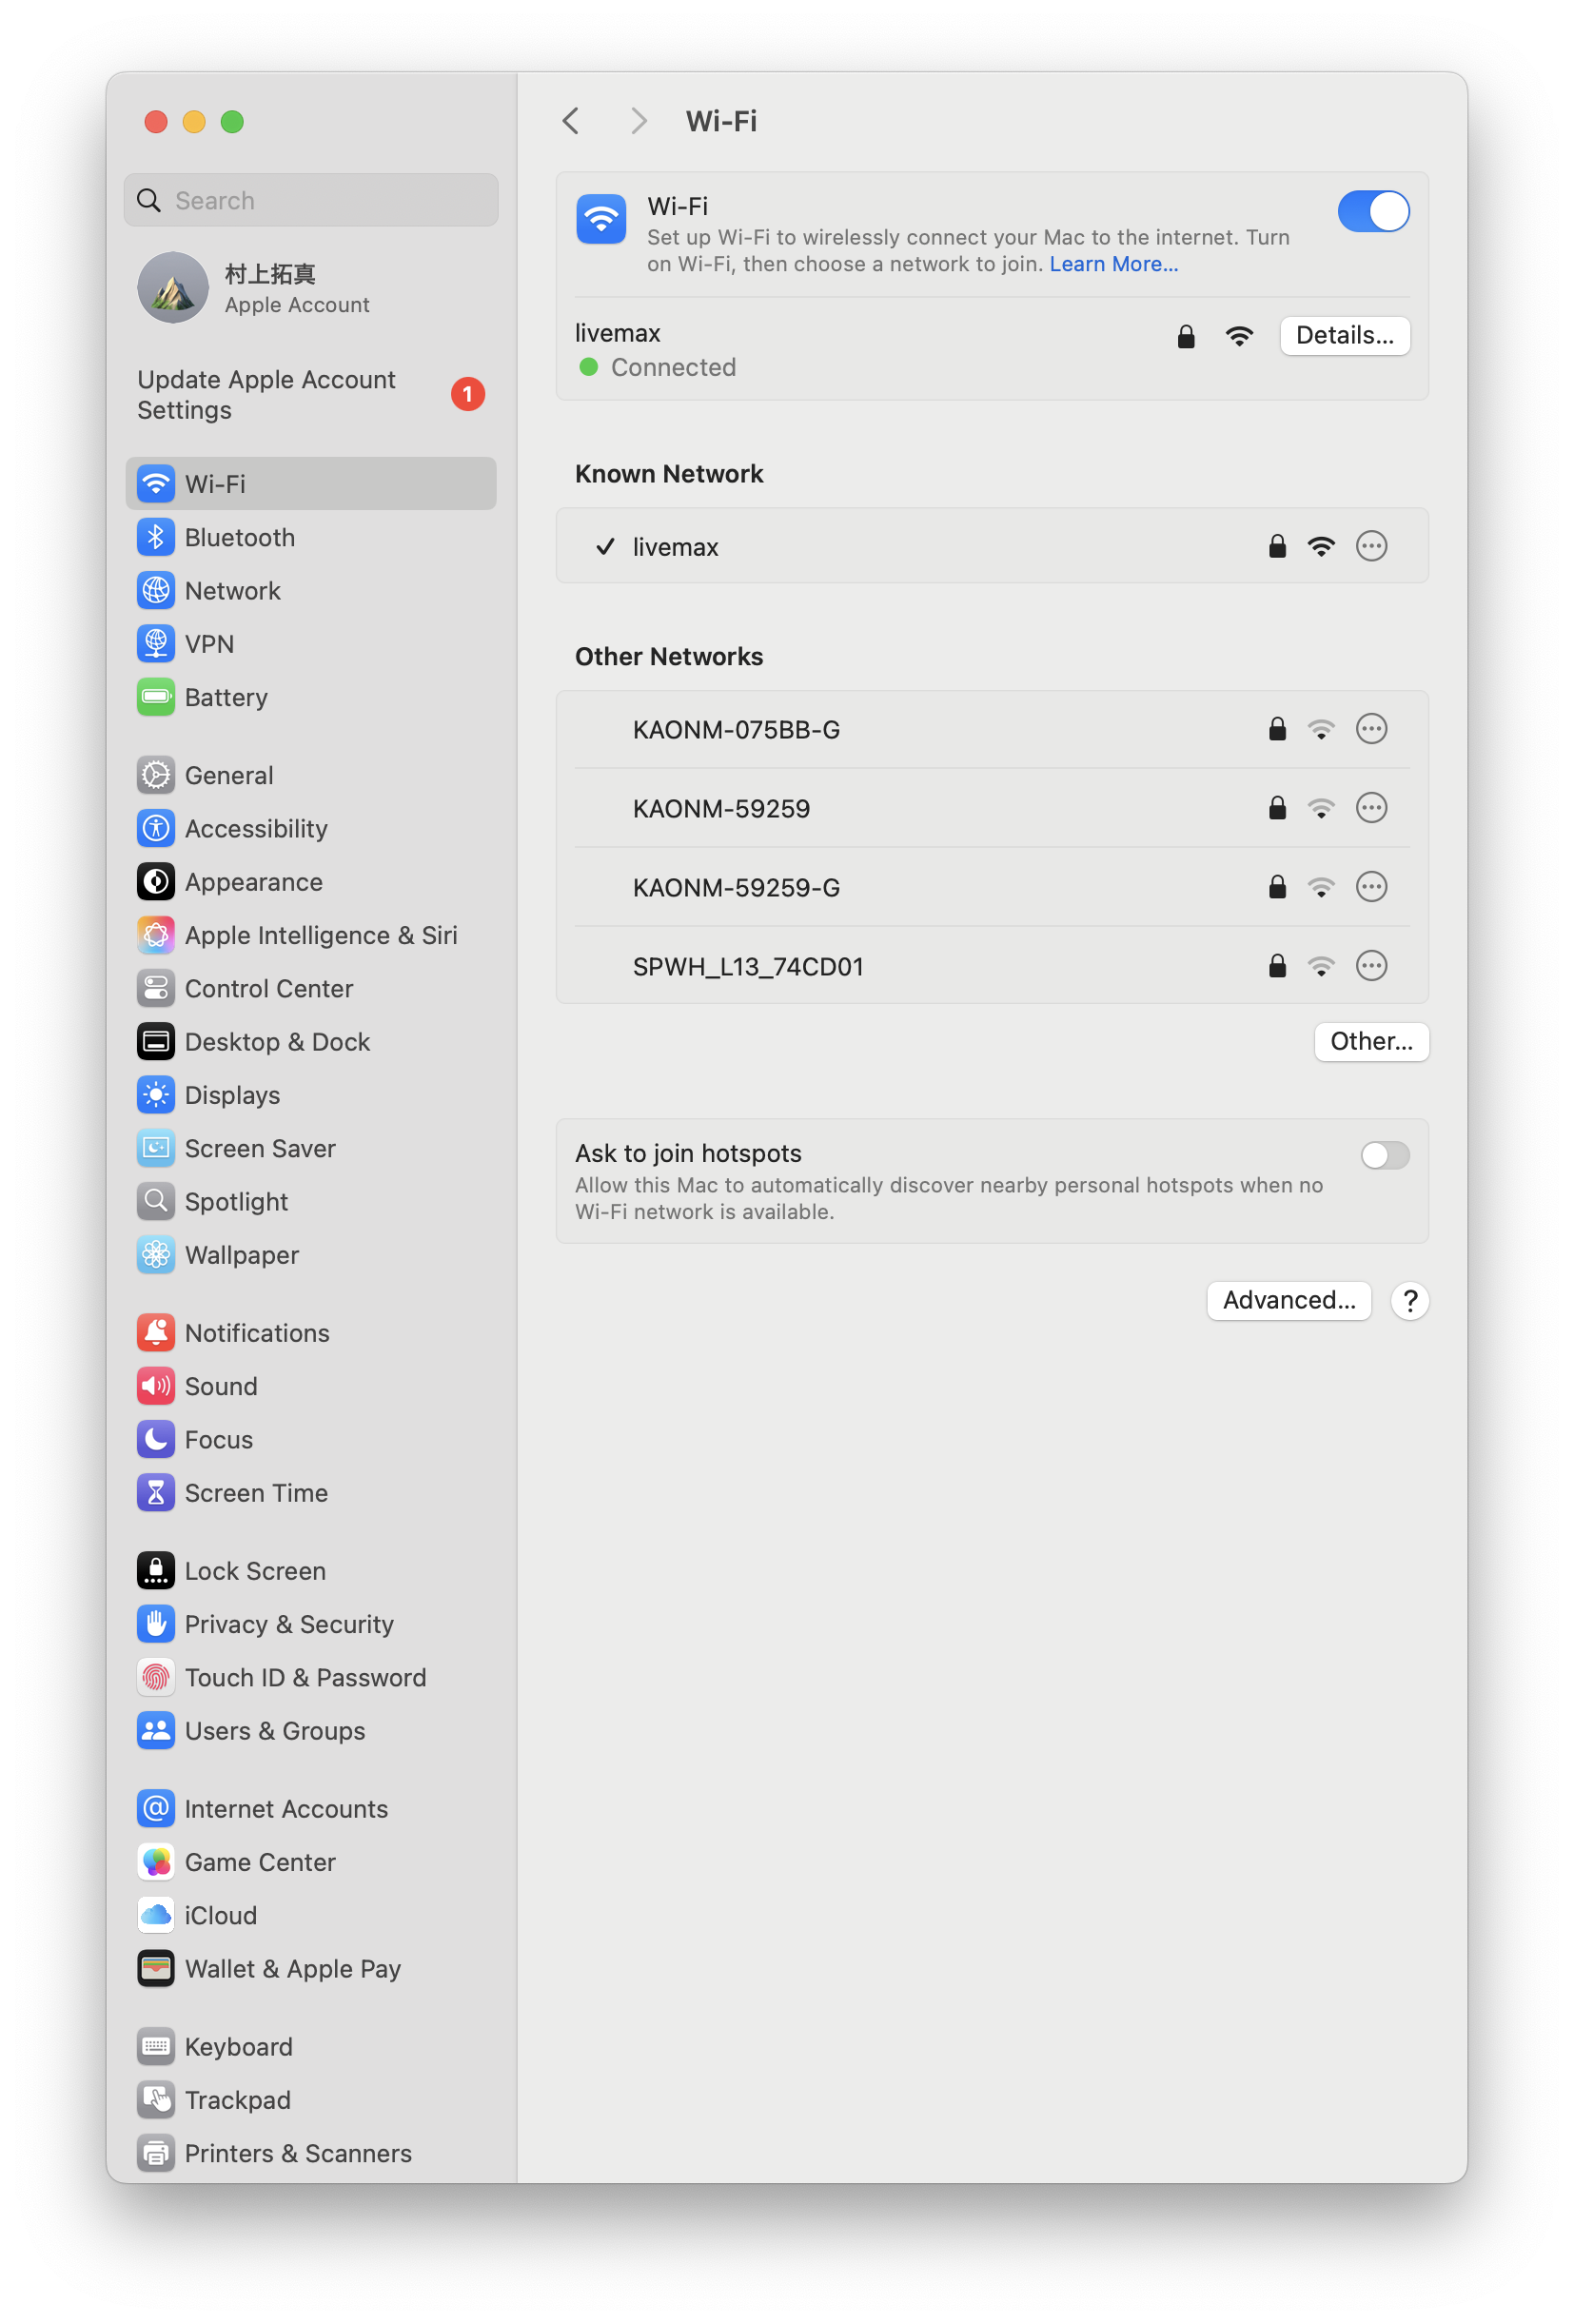 Search
村上拓真
Apple Account
Update Apple Account
Settings
1
Wi-Fi
Bluetooth
Network
VPN
Battery
General
Accessibility
Appearance
Apple Intelligence & Siri
Control Center
Desktop & Dock
Displays
Screen Saver
Spotlight
Wallpaper
Notifications
Sound
Focus
Screen Time
Lock Screen
Privacy & Security
Touch ID & Password
Users & Groups
Internet Accounts
Game Center
iCloud
Wallet & Apple Pay
Keyboard
Trackpad
Printers & Scanners
Wi-Fi
Wi-Fi
Set up Wi-Fi to wirelessly connect your Mac to the internet. Turn
on Wi-Fi, then choose a network to join. Learn More...
livemax
Details...
Connected
Known Network
livemax
Other Networks
KAONM-075BB-G
KAONM-59259
KAONM-59259-G
SPWH_L13_74CD01
Other...
Ask to join hotspots
Allow this Mac to automatically discover nearby personal hotspots when no
Wi-Fi network is available.
Advanced...
?